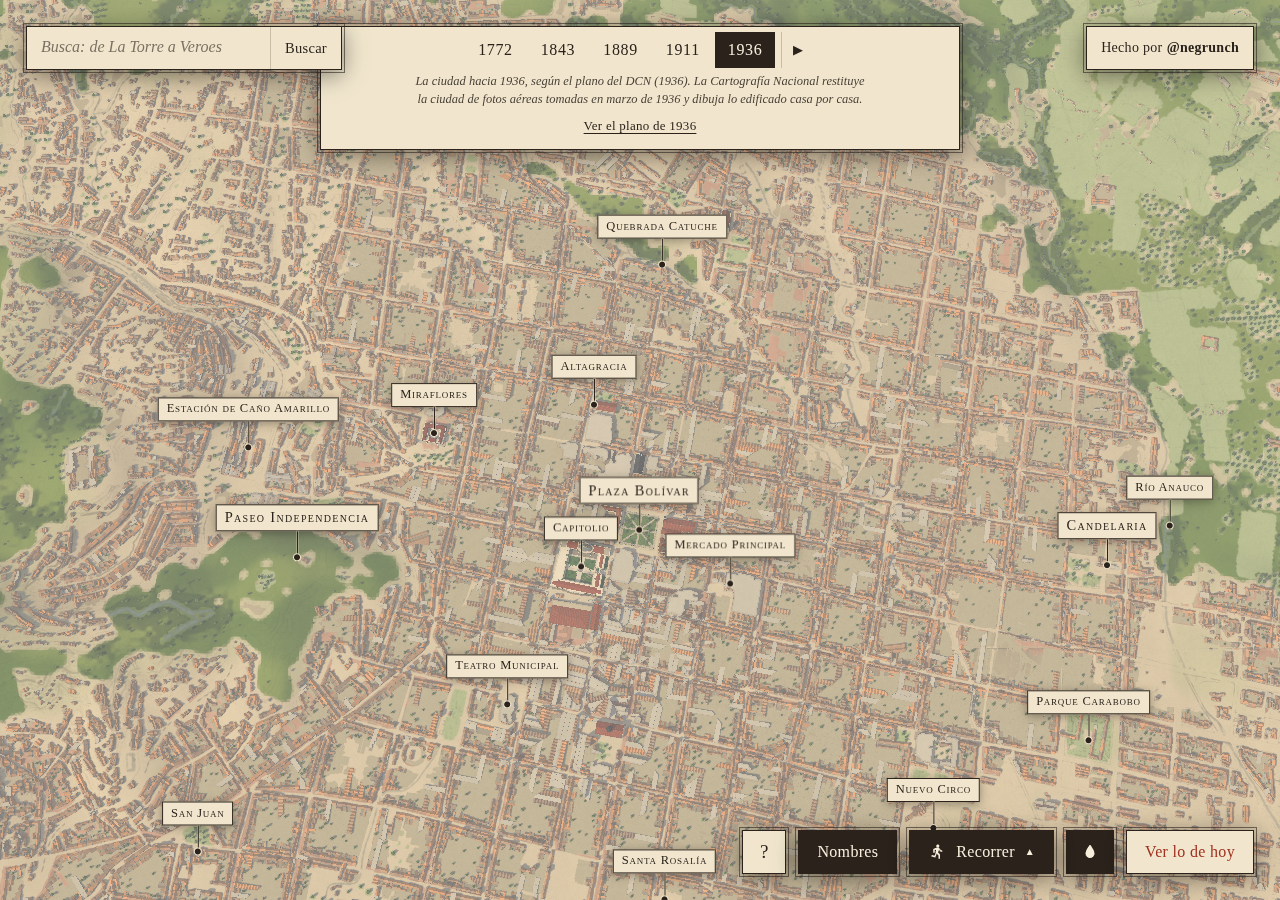 Busca: de La Torre a Veroes
Buscar
1772 1843 1889 1911 1936 ▶
Hecho por @negrunch
La ciudad hacia 1936, según el plano del DCN (1936). La Cartografía Nacional restituye
la ciudad de fotos aéreas tomadas en marzo de 1936 y dibuja lo edificado casa por casa.
Ver el plano de 1936
Quebrada Catuche
Altagracia
Miraflores
Estación de Caño Amarillo
Plaza Bolívar
Río Anauco
Paseo Independencia
Capitolio
Candelaria
Mercado Principal
Teatro Municipal
Parque Carabobo
Nuevo Circo
San Juan
Santa Rosalía
?
Nombres
Recorrer ▲
Ver lo de hoy